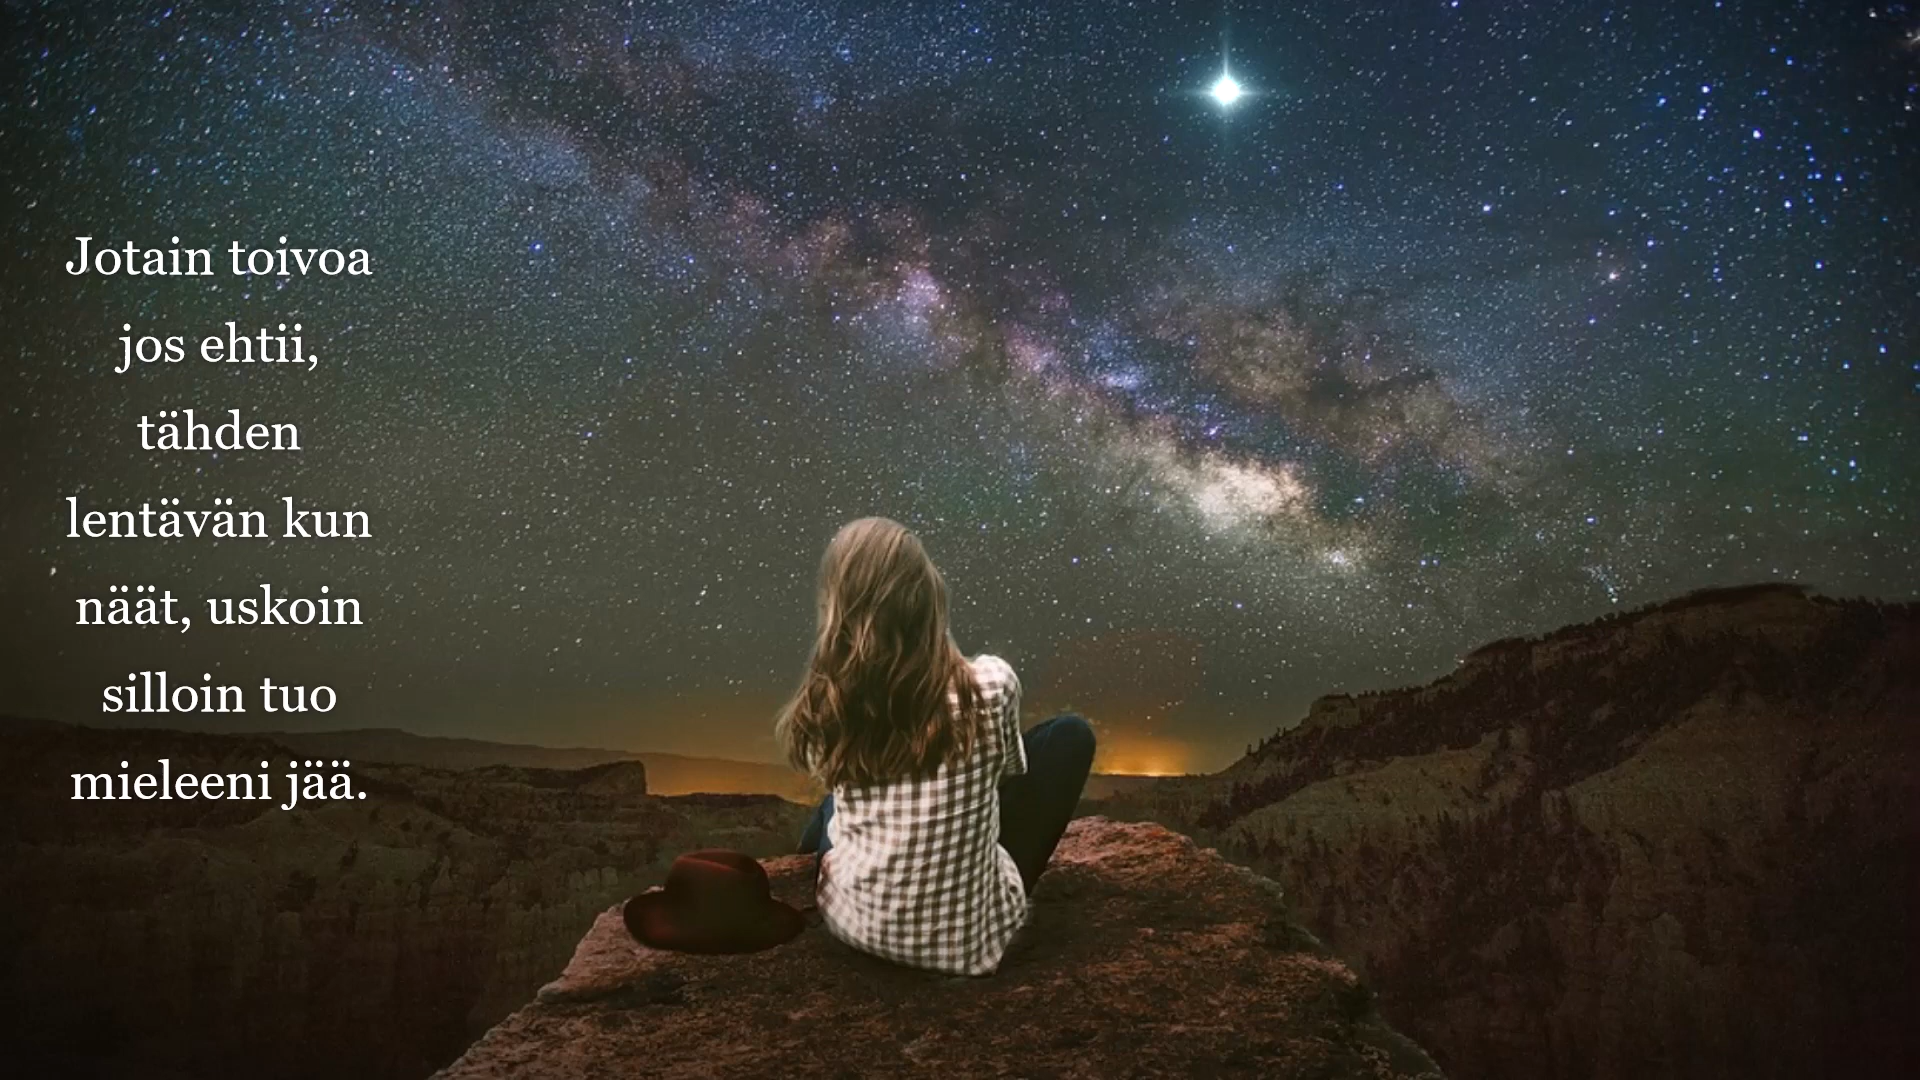 Jotain toivoa
jos ehtii,
tähden
lentävän kun
näät, uskoin
silloin tuo
mieleeni jää.